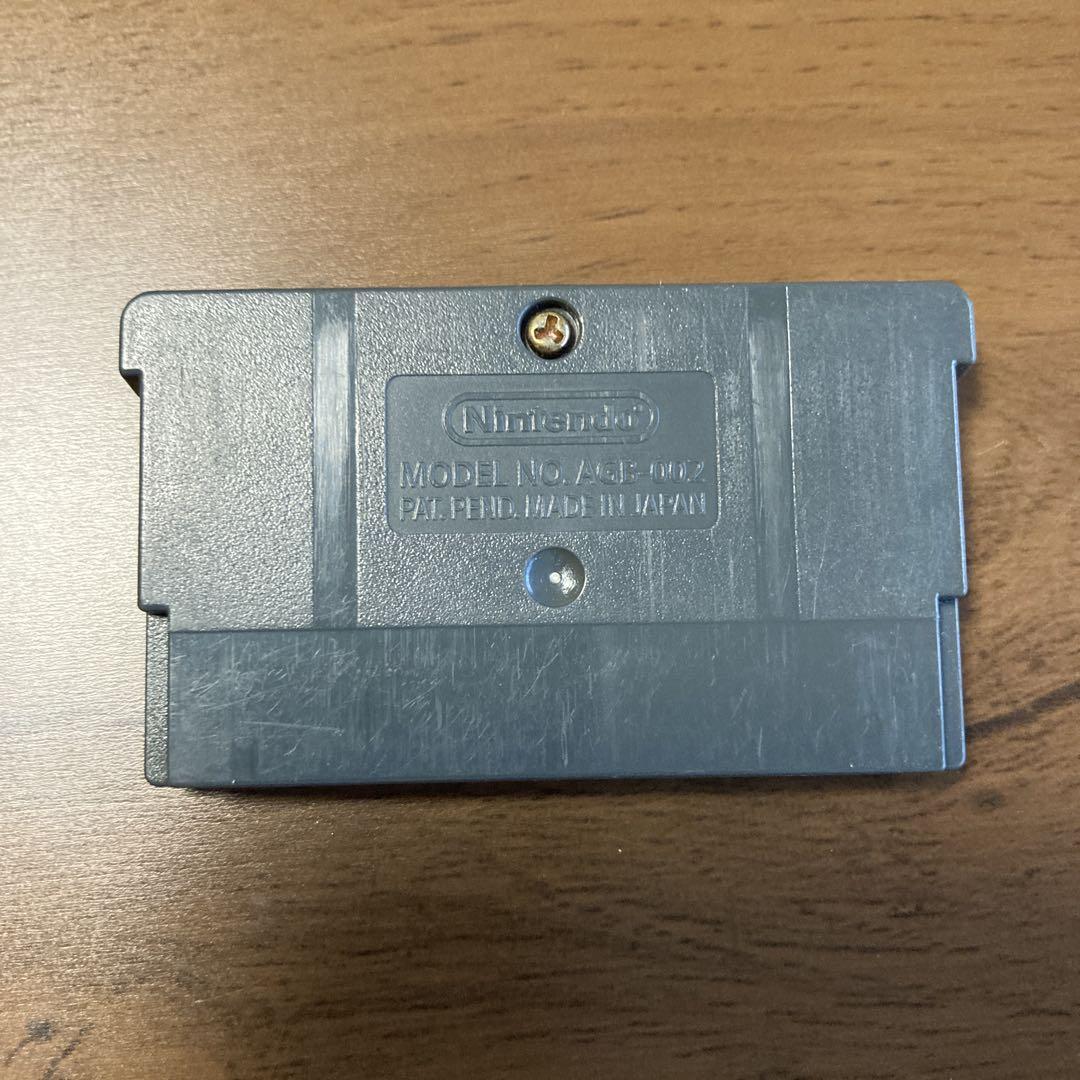 Nintendo®
MODEL NO. AGB-002
PAT. PEND. MADE IN JAPAN